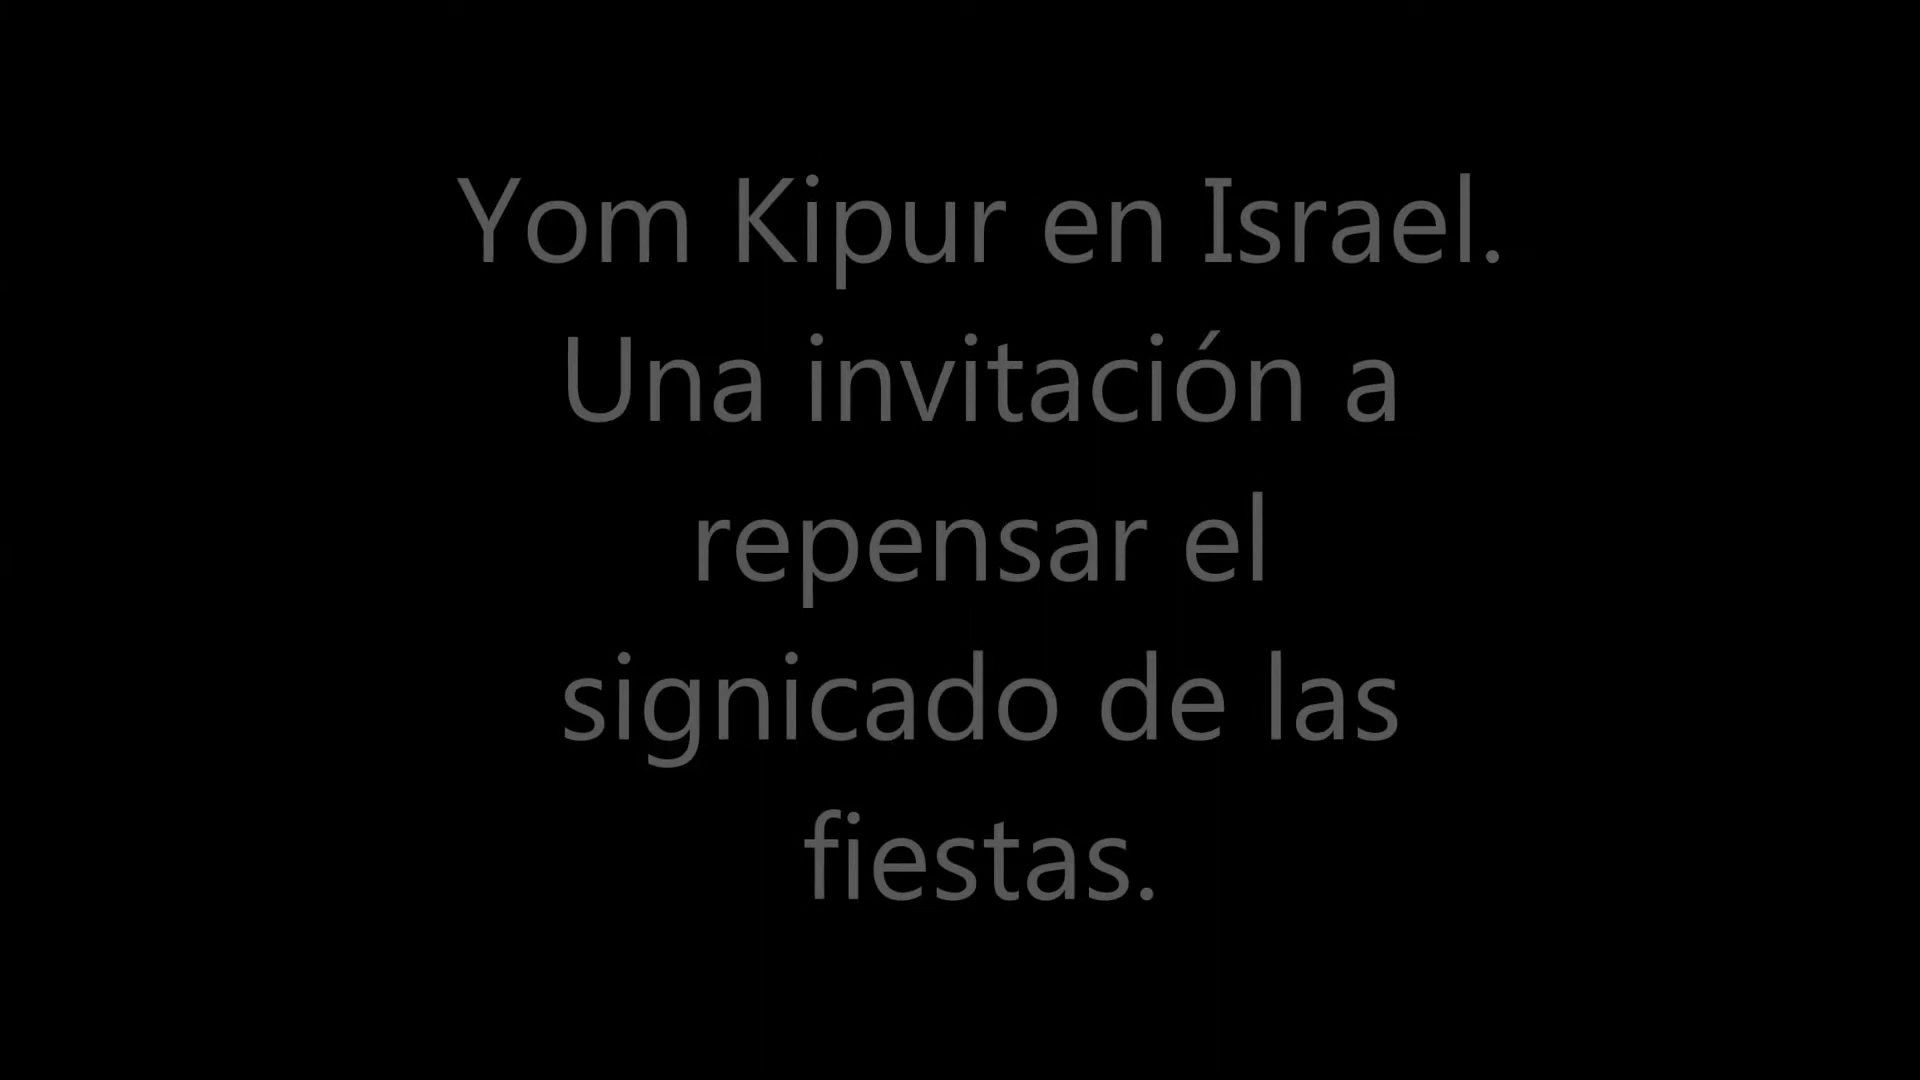 Yom Kipur en Israel.
Una invitación a
repensar el
signicado de las
fiestas.